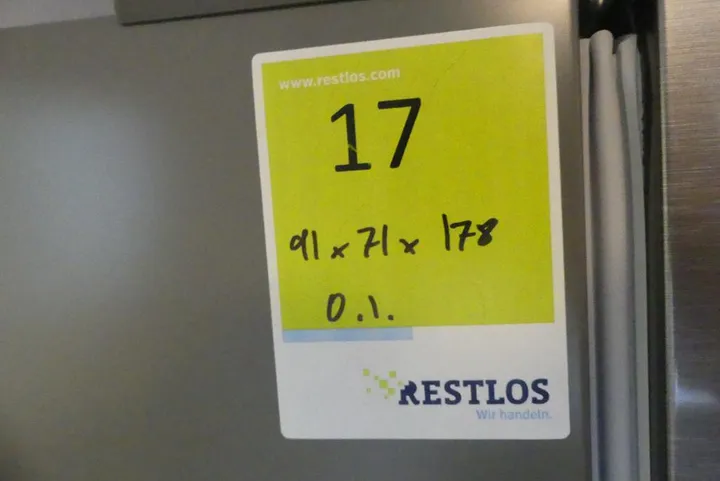 www.restlos.com
17
91 x 71 x 178
0.1.
RESTLOS
Wir handeln.